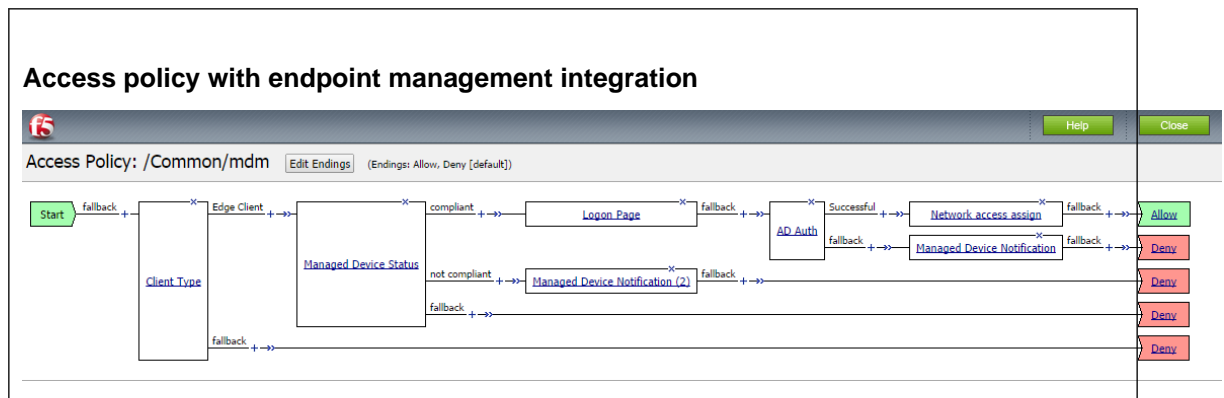 Access policy with endpoint management integration
f5
Help
Close
Access Policy: /Common/mdm
Edit Endings
(Endings: Allow, Deny [default])
Start
fallback
Client Type
Edge Client
Managed Device Status
compliant
Logon Page
fallback
AD Auth
Successful
Network access assign
fallback
Allow
fallback
Managed Device Notification
fallback
Deny
not compliant
Managed Device Notification (2)
fallback
Deny
fallback
Deny
fallback
Deny